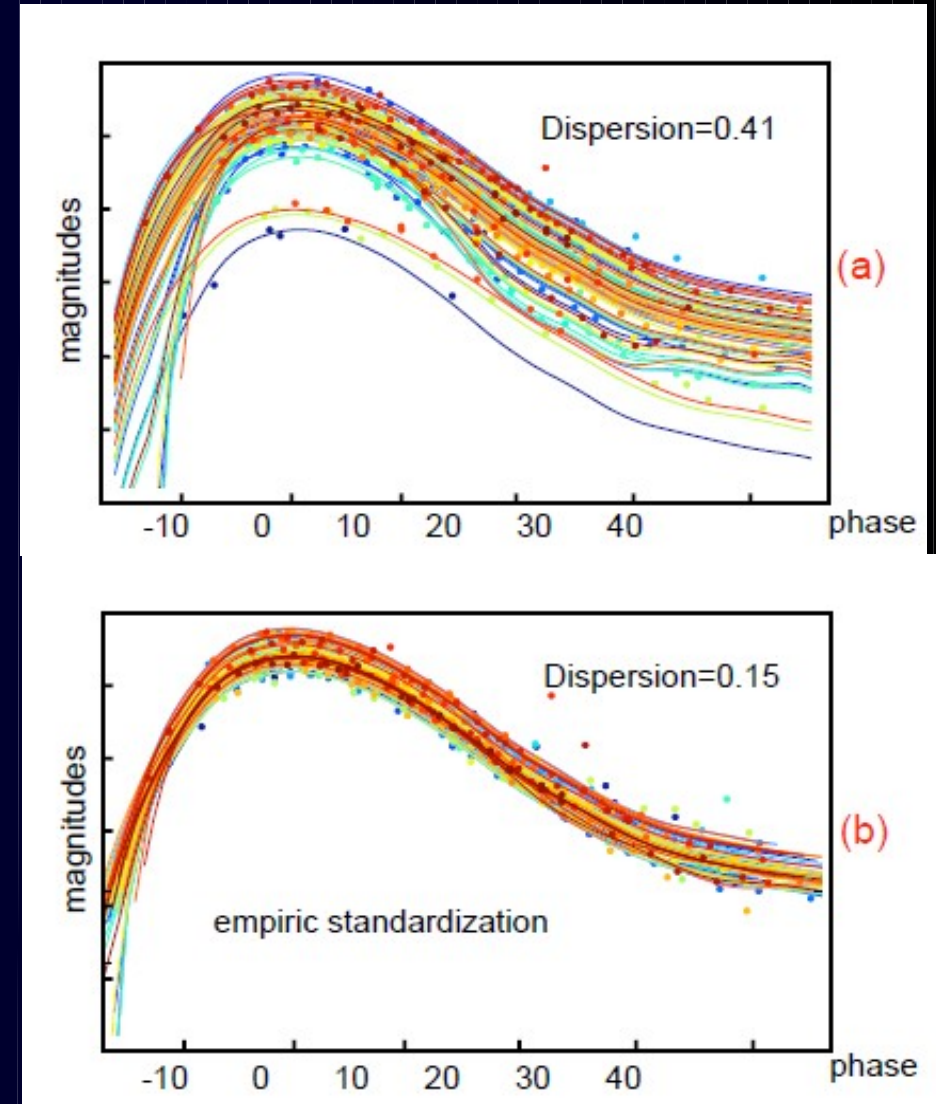 Dispersion=0.41
magnitudes
(a)
-10 0 10 20 30 40 phase
Dispersion=0.15
magnitudes
(b)
empiric standardization
-10 0 10 20 30 40 phase